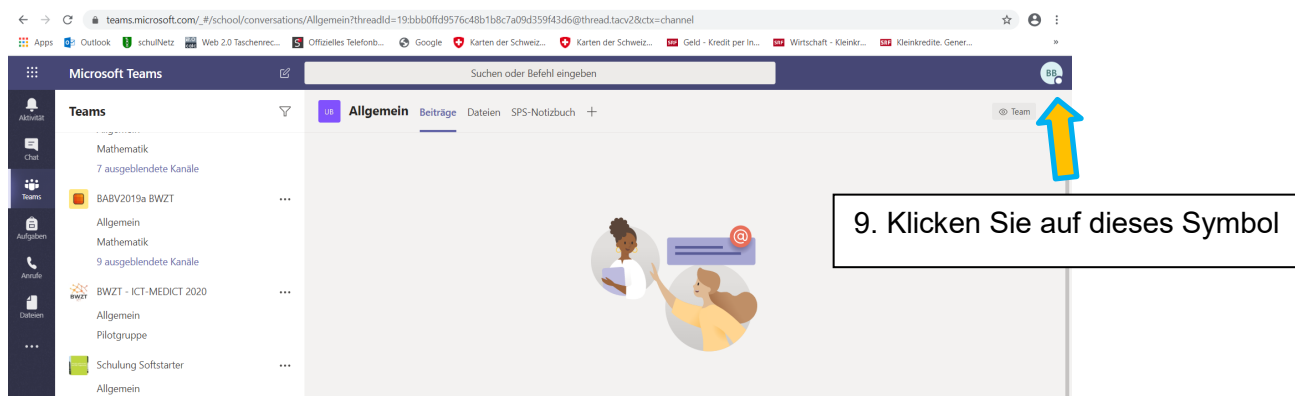 teams.microsoft.com/_#/school/conversations/Allgemein?threadId=19:bbb0ffd9576c48b1b8c7a09d359f43d6@thread.tacv2&ctx=channel
Apps Outlook schulNetz Web 2.0 Taschenrec... Offizielles Telefonb... Google Karten der Schweiz... Karten der Schweiz... SRF Geld - Kredit per In... SRF Wirtschaft - Kleinkr... SRF Kleinkredite. Gener... »
Microsoft Teams Suchen oder Befehl eingeben BB
Aktivität
Chat
Teams
Aufgaben
Anrufe
Dateien
Teams
Mathematik
7 ausgeblendete Kanäle
BABV2019a BWZT ...
Allgemein
Mathematik
9 ausgeblendete Kanäle
BWZT BWZT - ICT-MEDICT 2020 ...
Allgemein
Pilotgruppe
Schulung Softstarter ...
Allgemein
UB Allgemein Beiträge Dateien SPS-Notizbuch + Team
@
9. Klicken Sie auf dieses Symbol